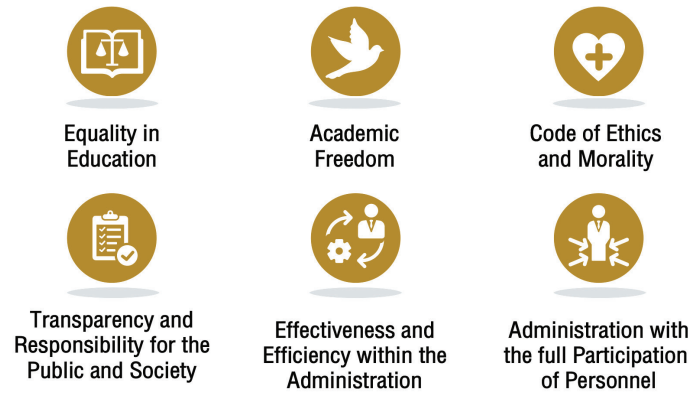 Equality in
Education
Academic
Freedom
Code of Ethics
and Morality
Transparency and
Responsibility for the
Public and Society
Effectiveness and
Efficiency within the
Administration
Administration with
the full Participation
of Personnel